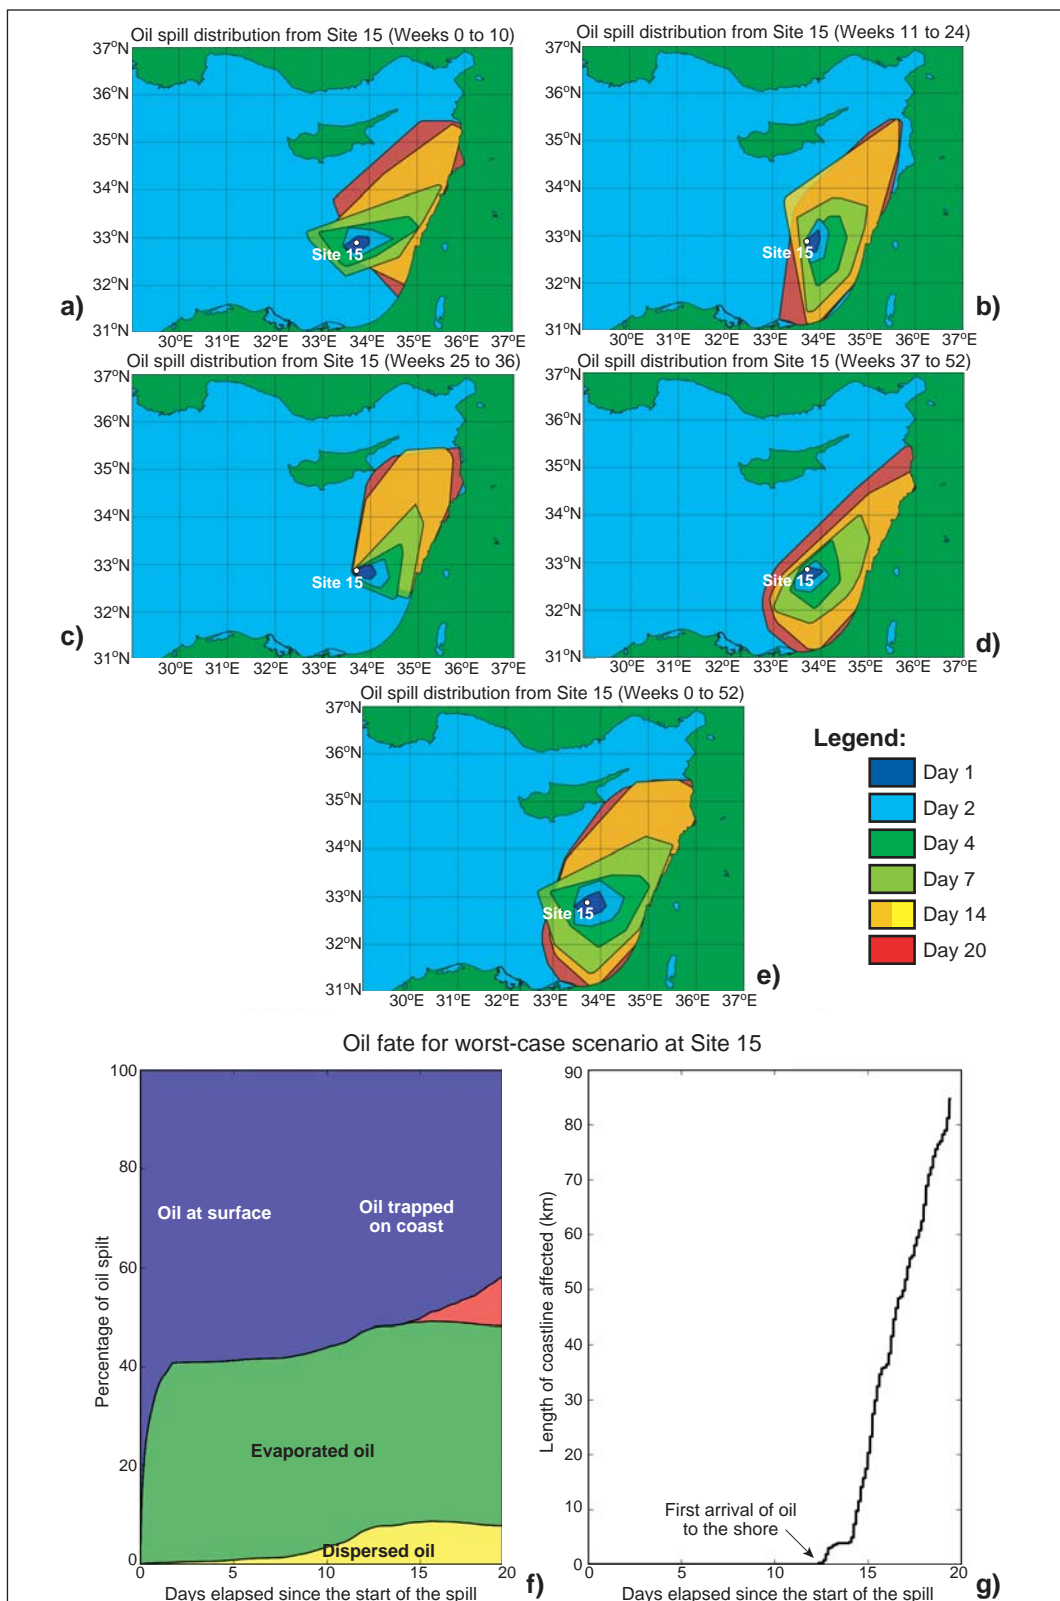 Oil spill distribution from Site 15 (Weeks 0 to 10)
37°N
36°N
35°N
34°N
33°N
32°N
31°N
Site 15
a)
30°E 31°E 32°E 33°E 34°E 35°E 36°E 37°E
Oil spill distribution from Site 15 (Weeks 11 to 24)
37°N
36°N
35°N
34°N
33°N
32°N
31°N
Site 15
b)
30°E 31°E 32°E 33°E 34°E 35°E 36°E 37°E
Oil spill distribution from Site 15 (Weeks 25 to 36)
37°N
36°N
35°N
34°N
33°N
32°N
31°N
Site 15
c)
30°E 31°E 32°E 33°E 34°E 35°E 36°E 37°E
Oil spill distribution from Site 15 (Weeks 37 to 52)
37°N
36°N
35°N
34°N
33°N
32°N
31°N
Site 15
d)
30°E 31°E 32°E 33°E 34°E 35°E 36°E 37°E
Oil spill distribution from Site 15 (Weeks 0 to 52)
37°N
36°N
35°N
34°N
33°N
32°N
31°N
Site 15
e)
30°E 31°E 32°E 33°E 34°E 35°E 36°E 37°E
Legend:
Day 1
Day 2
Day 4
Day 7
Day 14
Day 20
Oil fate for worst-case scenario at Site 15
100
80
60
40
20
0
Percentage of oil spilt
Oil at surface
Oil trapped
on coast
Evaporated oil
Dispersed oil
0 5 10 15 20
Days elapsed since the start of the spill
f)
90
80
70
60
50
40
30
20
10
0
Length of coastline affected (km)
First arrival of oil
to the shore
0 5 10 15 20
Days elapsed since the start of the spill
g)